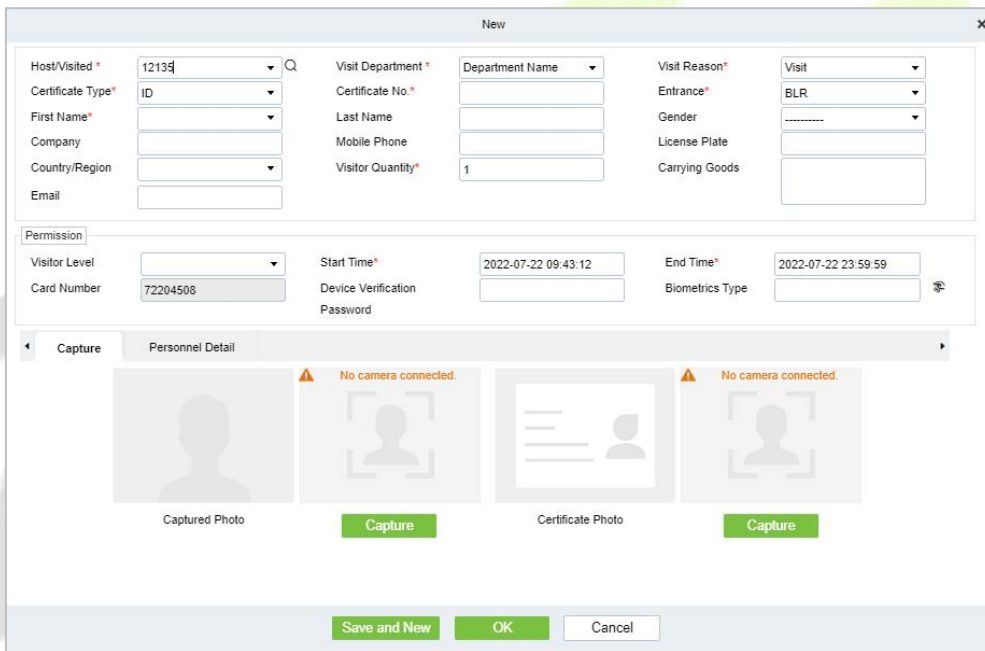 New ×
Host/Visited * 12135 Visit Department * Department Name Visit Reason* Visit
Certificate Type* ID Certificate No.* Entrance* BLR
First Name* Last Name Gender ----------
Company Mobile Phone License Plate
Country/Region Visitor Quantity* 1 Carrying Goods
Email
Permission
Visitor Level Start Time* 2022-07-22 09:43:12 End Time* 2022-07-22 23:59:59
Card Number 72204508 Device Verification Password Biometrics Type
Capture Personnel Detail
No camera connected. No camera connected.
Captured Photo Capture Certificate Photo Capture
Save and New OK Cancel